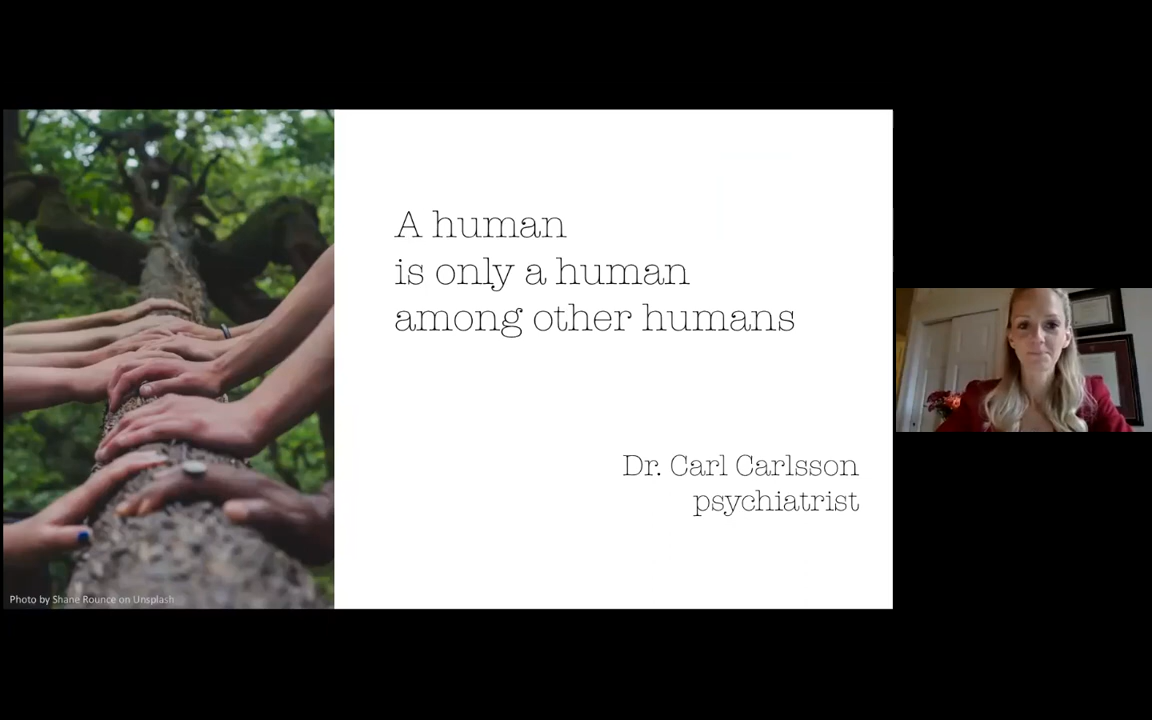 A human
is only a human
among other humans
Dr. Carl Carlsson
psychiatrist
Photo by Shane Rounce on Unsplash